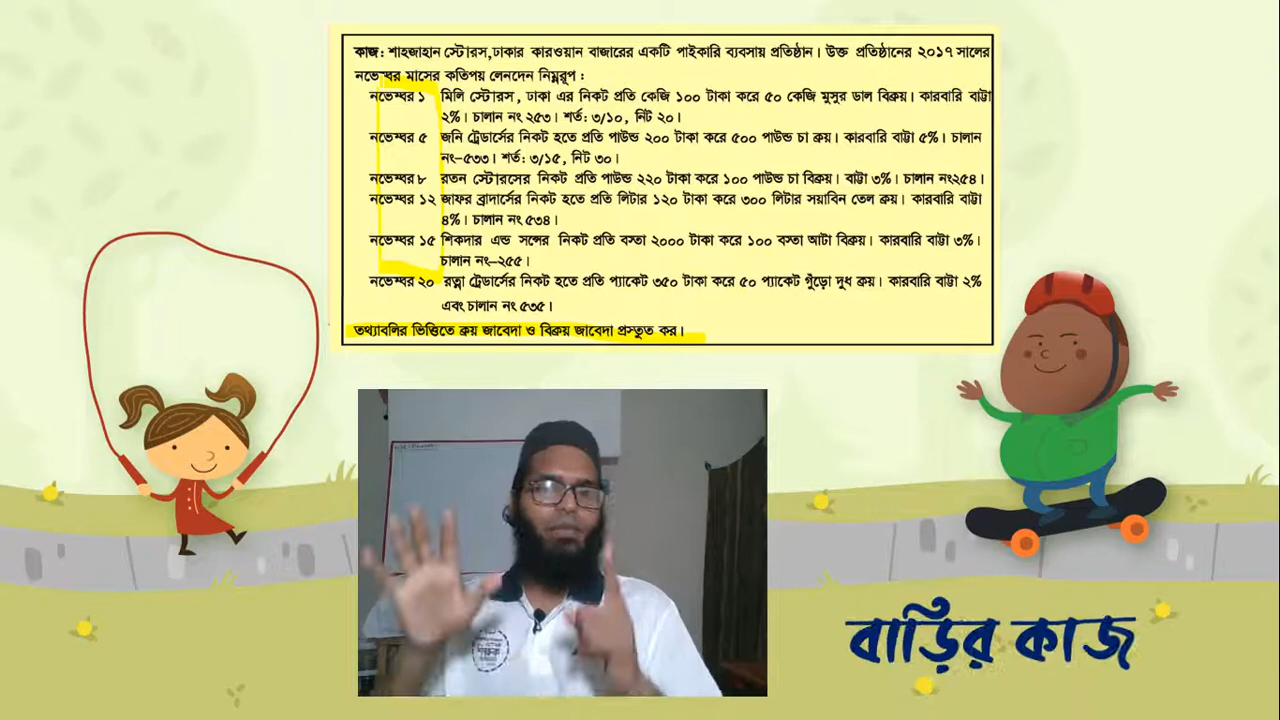 কাজ: শাহজাহান স্টোরস,ঢাকার কারওয়ান বাজারের একটি পাইকারি ব্যবসায় প্রতিষ্ঠান। উক্ত প্রতিষ্ঠানের ২০১৭ সালের
নভেম্বর মাসের কতিপয় লেনদেন নিম্নরূপ :
নভেম্বর ১ মিলি স্টোরস, ঢাকা এর নিকট প্রতি কেজি ১০০ টাকা করে ৫০ কেজি মুসুর ডাল বিক্রয়। কারবারি বাট্টা
২%। চালান নং ২৫৩। শর্ত: ৩/১০, নিট ২০।
নভেম্বর ৫ জনি ট্রেডার্সের নিকট হতে প্রতি পাউন্ড ২০০ টাকা করে ৫০০ পাউন্ড চা ক্রয়। কারবারি বাট্টা ৫%। চালান
নং–৫৩৩। শর্ত: ৩/১৫, নিট ৩০।
নভেম্বর ৮ রতন স্টোরসের নিকট প্রতি পাউন্ড ২২০ টাকা করে ১০০ পাউন্ড চা বিক্রয়। বাট্টা ৩%। চালান নং২৫৪।
নভেম্বর ১২ জাফর ব্রাদার্সের নিকট হতে প্রতি লিটার ১২০ টাকা করে ৩০০ লিটার সয়াবিন তেল ক্রয়। কারবারি বাট্টা
৪%। চালান নং ৫৩৪।
নভেম্বর ১৫ শিকদার এন্ড সন্সের নিকট প্রতি বস্তা ২০০০ টাকা করে ১০০ বস্তা আটা বিক্রয়। কারবারি বাট্টা ৩%।
চালান নং–২৫৫।
নভেম্বর ২০ রত্না ট্রেডার্সের নিকট হতে প্রতি প্যাকেট ৩৫০ টাকা করে ৫০ প্যাকেট গুঁড়ো দুধ ক্রয়। কারবারি বাট্টা ২%
এবং চালান নং ৫৩৫।
তথ্যাবলির ভিত্তিতে ক্রয় জাবেদা ও বিক্রয় জাবেদা প্রস্তুত কর।
বাড়ির কাজ